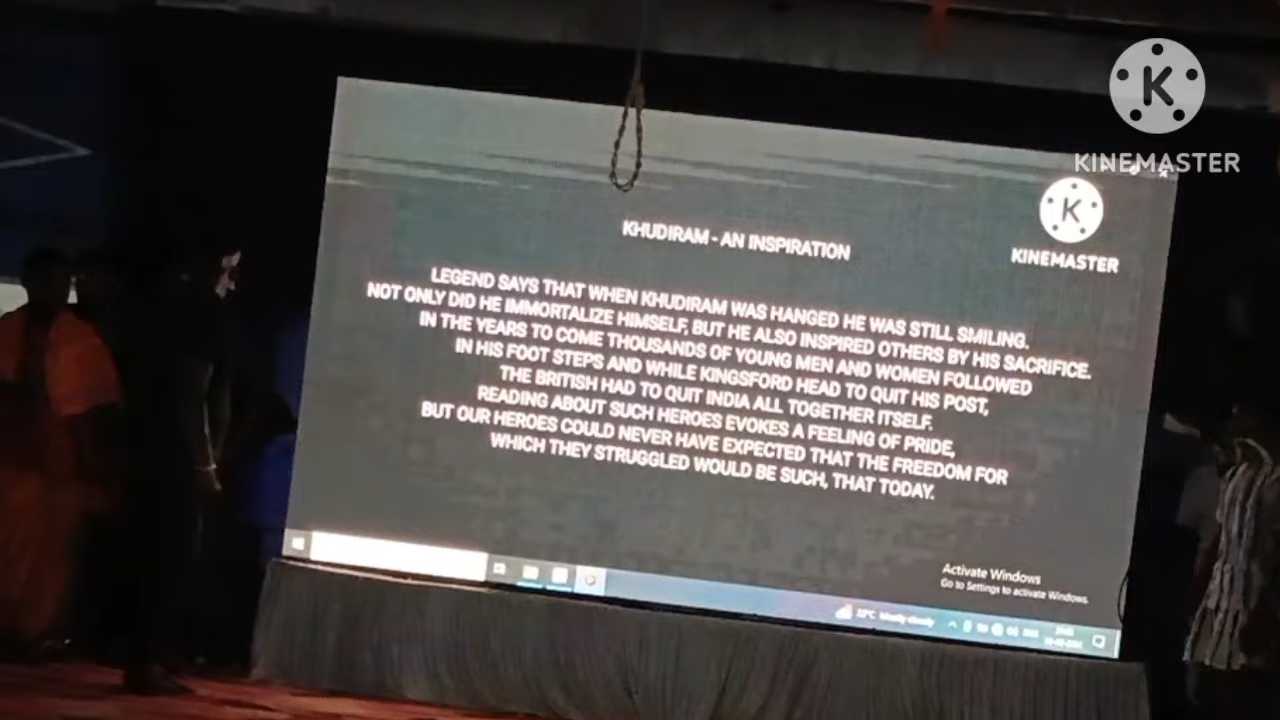 K
KINEMASTER
K
KINEMASTER
KHUDIRAM - AN INSPIRATION
LEGEND SAYS THAT WHEN KHUDIRAM WAS HANGED HE WAS STILL SMILING.
NOT ONLY DID HE IMMORTALIZE HIMSELF, BUT HE ALSO INSPIRED OTHERS BY HIS SACRIFICE.
IN THE YEARS TO COME THOUSANDS OF YOUNG MEN AND WOMEN FOLLOWED
IN HIS FOOT STEPS AND WHILE KINGSFORD HEAD TO QUIT HIS POST,
THE BRITISH HAD TO QUIT INDIA ALL TOGETHER ITSELF.
READING ABOUT SUCH HEROES EVOKES A FEELING OF PRIDE,
BUT OUR HEROES COULD NEVER HAVE EXPECTED THAT THE FREEDOM FOR
WHICH THEY STRUGGLED WOULD BE SUCH, THAT TODAY.
Activate Windows
Go to Settings to activate Windows.
Mostly cloudy